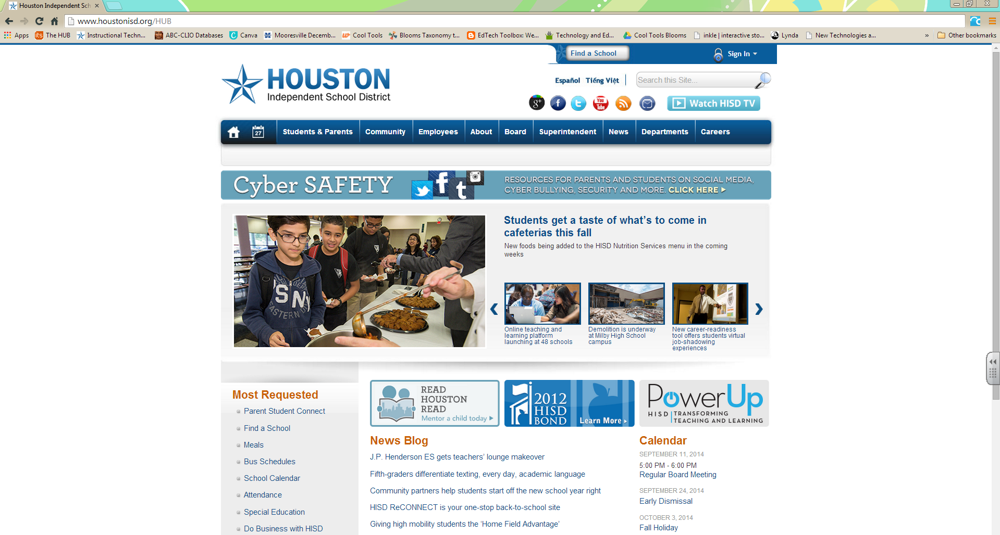 Houston Independent Sch
www.houstonisd.org/HUB
Apps
its The HUB
Instructional Techn...
ABC-CLIO Databases
Canva
Mooresville Decemb...
Cool Tools
Blooms Taxonomy t...
EdTech Toolbox: We...
Technology and Ed...
Cool Tools Blooms
inkle | interactive sto...
Lynda
New Technologies a...
»
Other bookmarks
Find a School
Sign In
HOUSTON
Independent School District
Español
Tiếng Việt
Search this Site...
g+
f
t
You
Tube
Watch HISD TV
27
Students & Parents
Community
Employees
About
Board
Superintendent
News
Departments
Careers
Cyber SAFETY
f
t
RESOURCES FOR PARENTS AND STUDENTS ON SOCIAL MEDIA,
CYBER BULLYING, SECURITY AND MORE. CLICK HERE
Students get a taste of what’s to come in
cafeterias this fall
New foods being added to the HISD Nutrition Services menu in the coming
weeks
SNY
EASTERN
Online teaching and
learning platform
launching at 48 schools
Demolition is underway
at Milby High School
campus
New career-readiness
tool offers students virtual
job-shadowing
experiences
Most Requested
Parent Student Connect
Find a School
Meals
Bus Schedules
School Calendar
Attendance
Special Education
Do Business with HISD
READ
HOUSTON
READ
Mentor a child today
2012
HISD
BOND
Learn More
PowerUp
HISD TRANSFORMING
TEACHING AND LEARNING
News Blog
J.P. Henderson ES gets teachers’ lounge makeover
Fifth-graders differentiate texting, every day, academic language
Community partners help students start off the new school year right
HISD ReCONNECT is your one-stop back-to-school site
Giving high mobility students the ‘Home Field Advantage’
Calendar
SEPTEMBER 11, 2014
5:00 PM - 6:00 PM
Regular Board Meeting
SEPTEMBER 24, 2014
Early Dismissal
OCTOBER 3, 2014
Fall Holiday